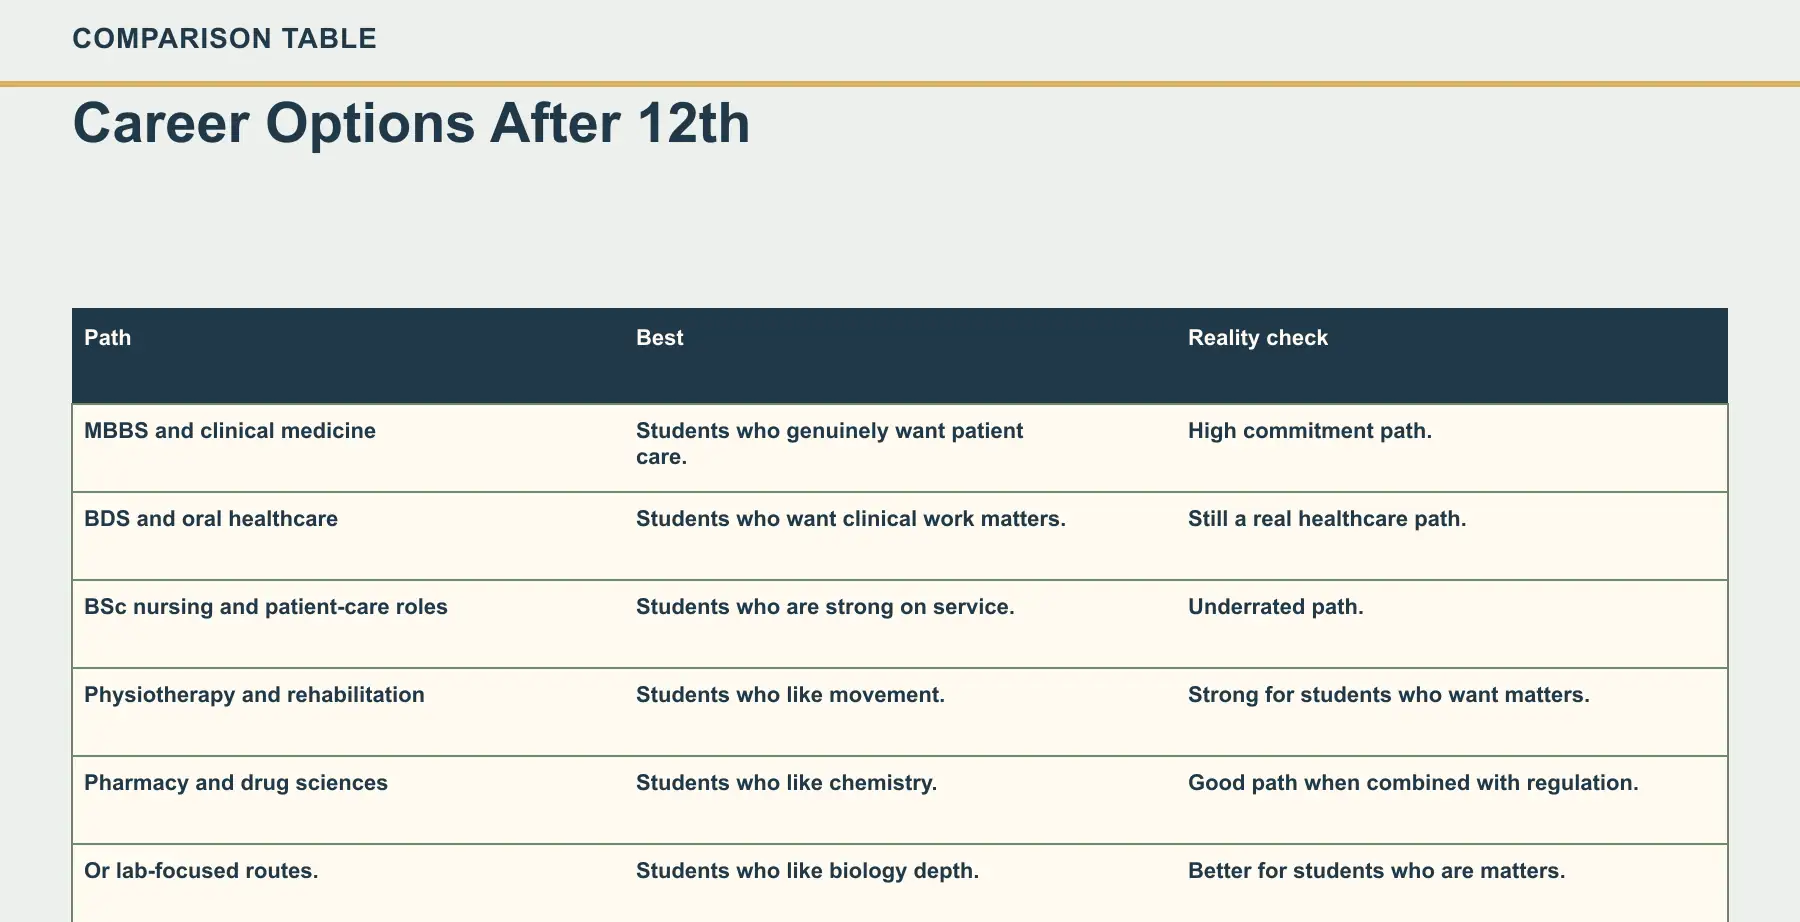 COMPARISON TABLE
Career Options After 12th
Path Best Reality check
MBBS and clinical medicine Students who genuinely want patient High commitment path.
care.
BDS and oral healthcare Students who want clinical work matters. Still a real healthcare path.
BSc nursing and patient-care roles Students who are strong on service. Underrated path.
Physiotherapy and rehabilitation Students who like movement. Strong for students who want matters.
Pharmacy and drug sciences Students who like chemistry. Good path when combined with regulation.
Or lab-focused routes. Students who like biology depth. Better for students who are matters.